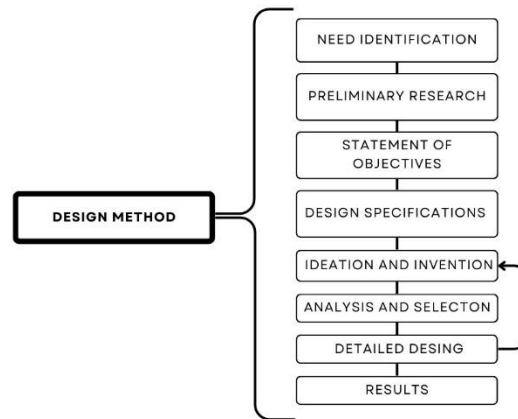 NEED IDENTIFICATION
PRELIMINARY RESEARCH
STATEMENT OF
OBJECTIVES
DESIGN METHOD
DESIGN SPECIFICATIONS
IDEATION AND INVENTION
ANALYSIS AND SELECTON
DETAILED DESING
RESULTS